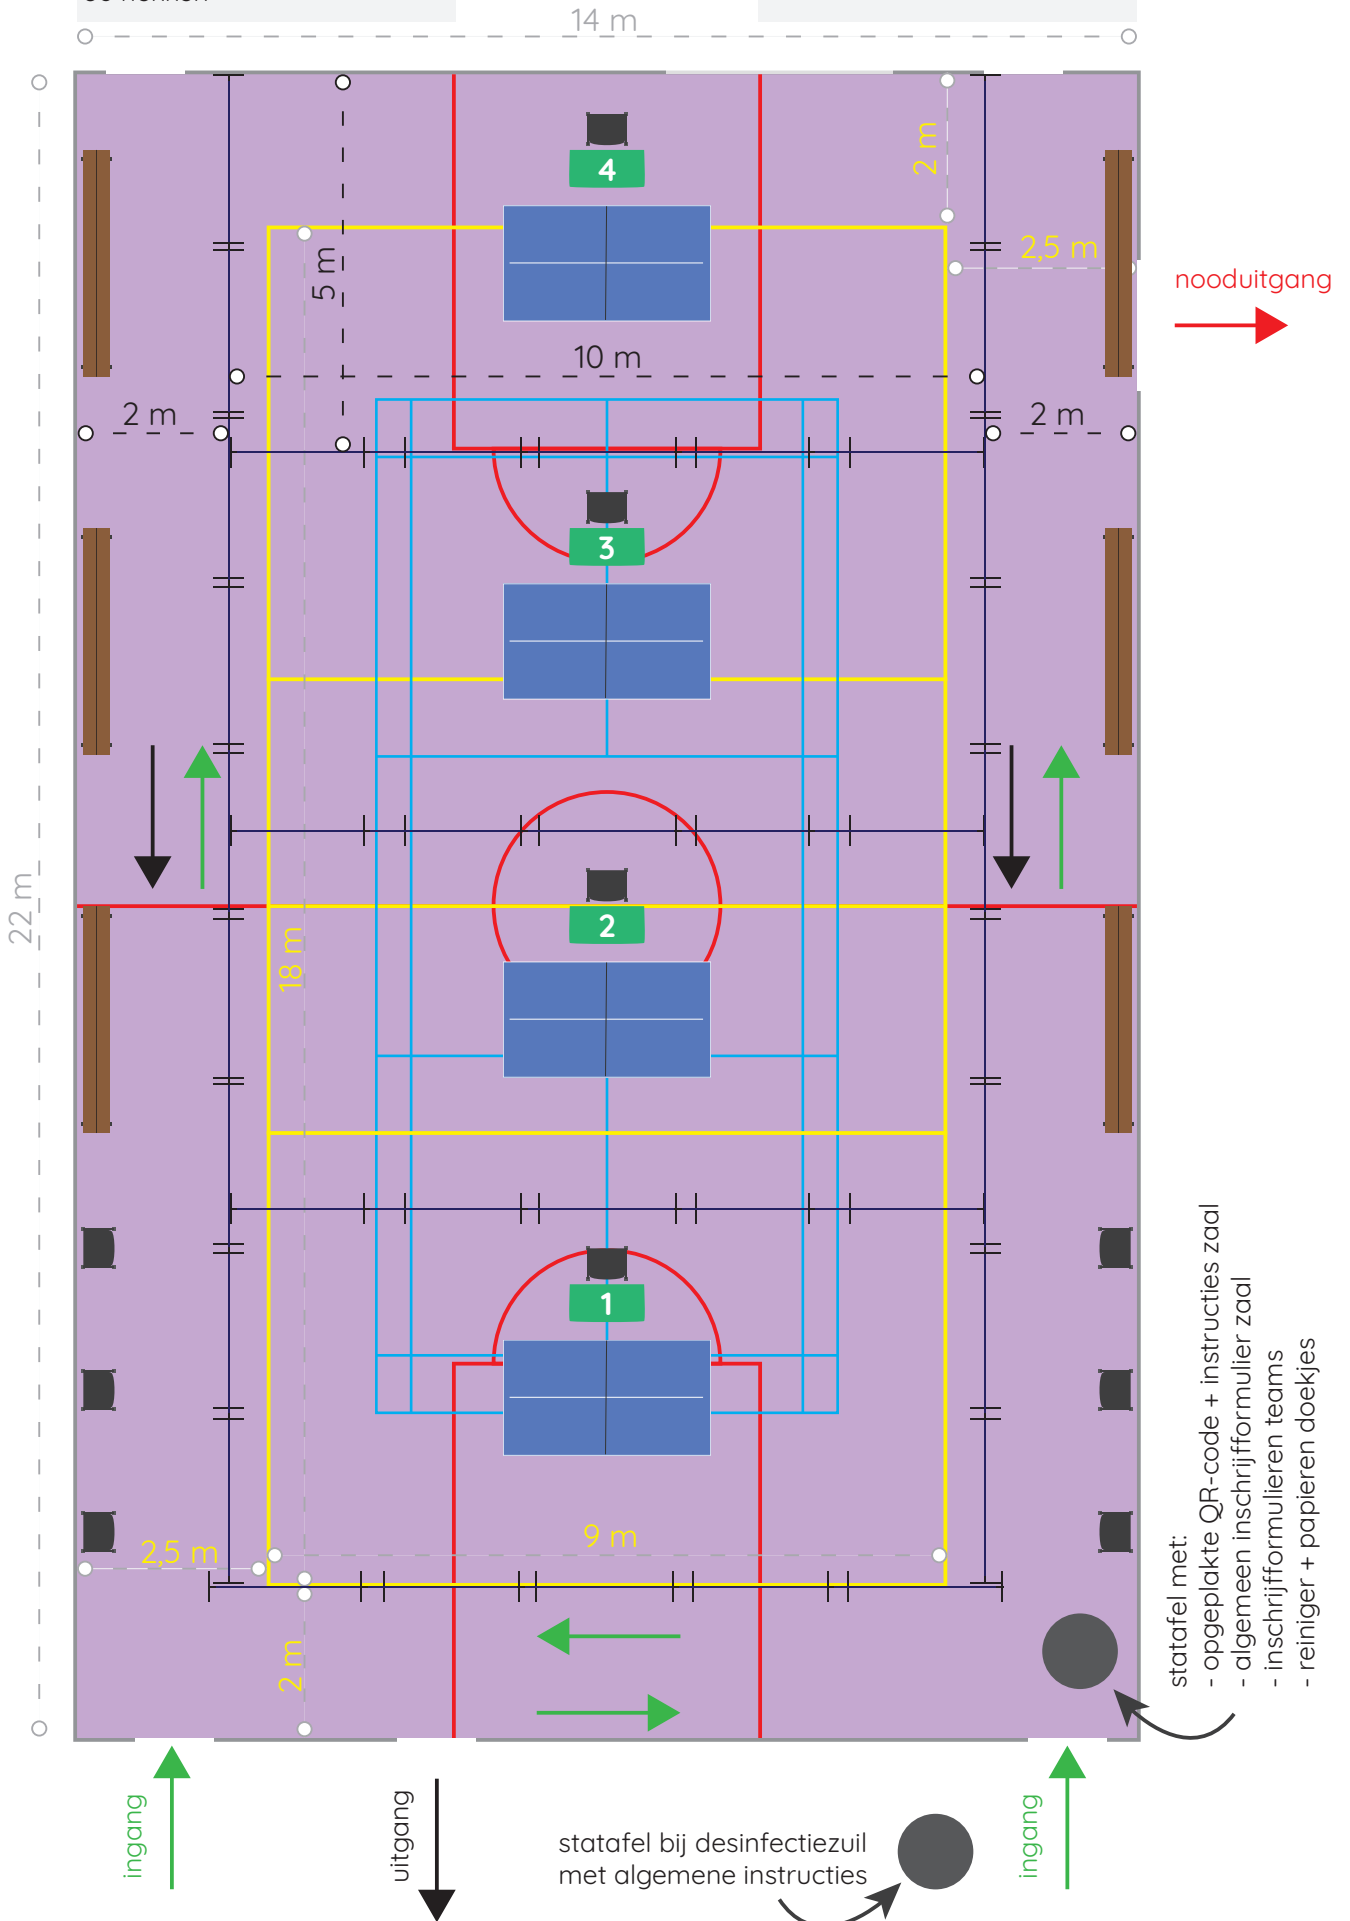 14 m
4
2 m
2,5 m
nooduitgang
5 m
10 m
2 m
2 m
3
22 m
2
18 m
1
9 m
2,5 m
2 m
statafel met:
- opgeplakte QR-code + instructies zaal
- algemeen inschrijfformulier zaal
- inschrijfformulieren teams
- reiniger + papieren doekjes
ingang
uitgang
statafel bij desinfectiezuil
met algemene instructies
ingang